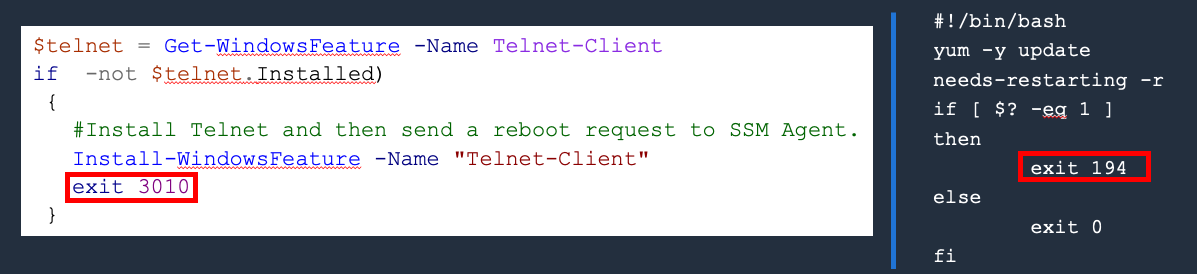 $telnet = Get-WindowsFeature -Name Telnet-Client
if  -not $telnet.Installed)
{
#Install Telnet and then send a reboot request to SSM Agent.
Install-WindowsFeature -Name "Telnet-Client"
exit 3010
}
#!/bin/bash
yum -y update
needs-restarting -r
if [ $? -eq 1 ]
then
exit 194
else
exit 0
fi